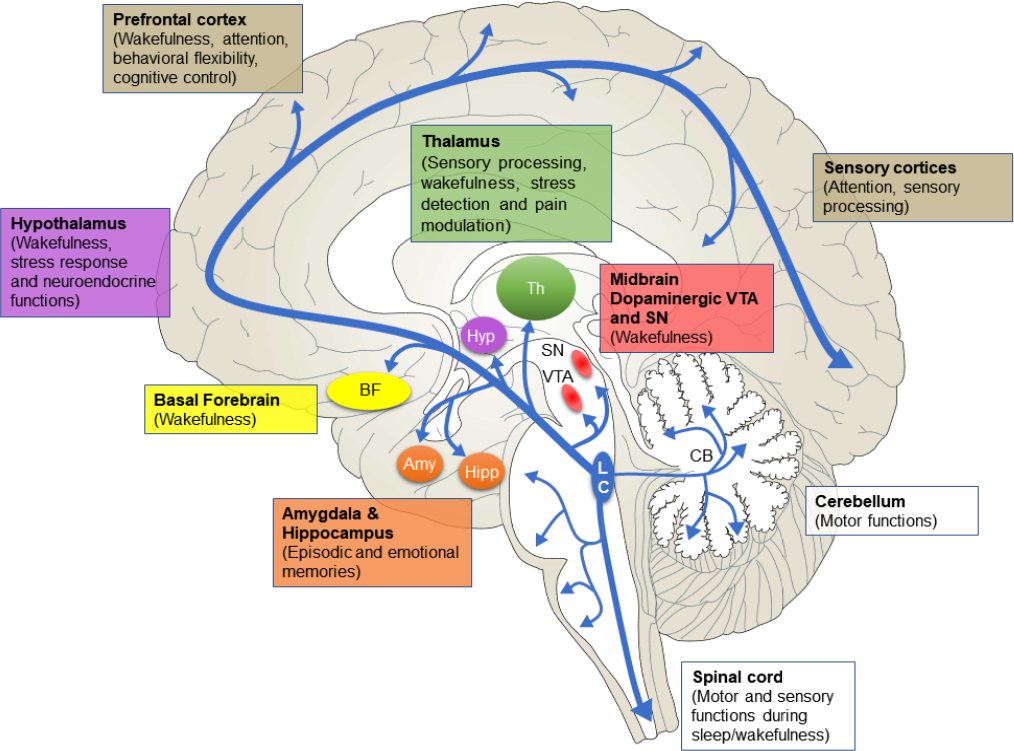 Prefrontal cortex
(Wakefulness, attention,
behavioral flexibility,
cognitive control)
Thalamus
(Sensory processing,
wakefulness, stress
detection and pain
modulation)
Sensory cortices
(Attention, sensory
processing)
Hypothalamus
(Wakefulness,
stress response
and neuroendocrine
functions)
Midbrain
Dopaminergic VTA
and SN
(Wakefulness)
Th
Hyp
SN
VTA
BF
Basal Forebrain
(Wakefulness)
Amy
Hipp
L
C
CB
Amygdala &
Hippocampus
(Episodic and emotional
memories)
Cerebellum
(Motor functions)
Spinal cord
(Motor and sensory
functions during
sleep/wakefulness)